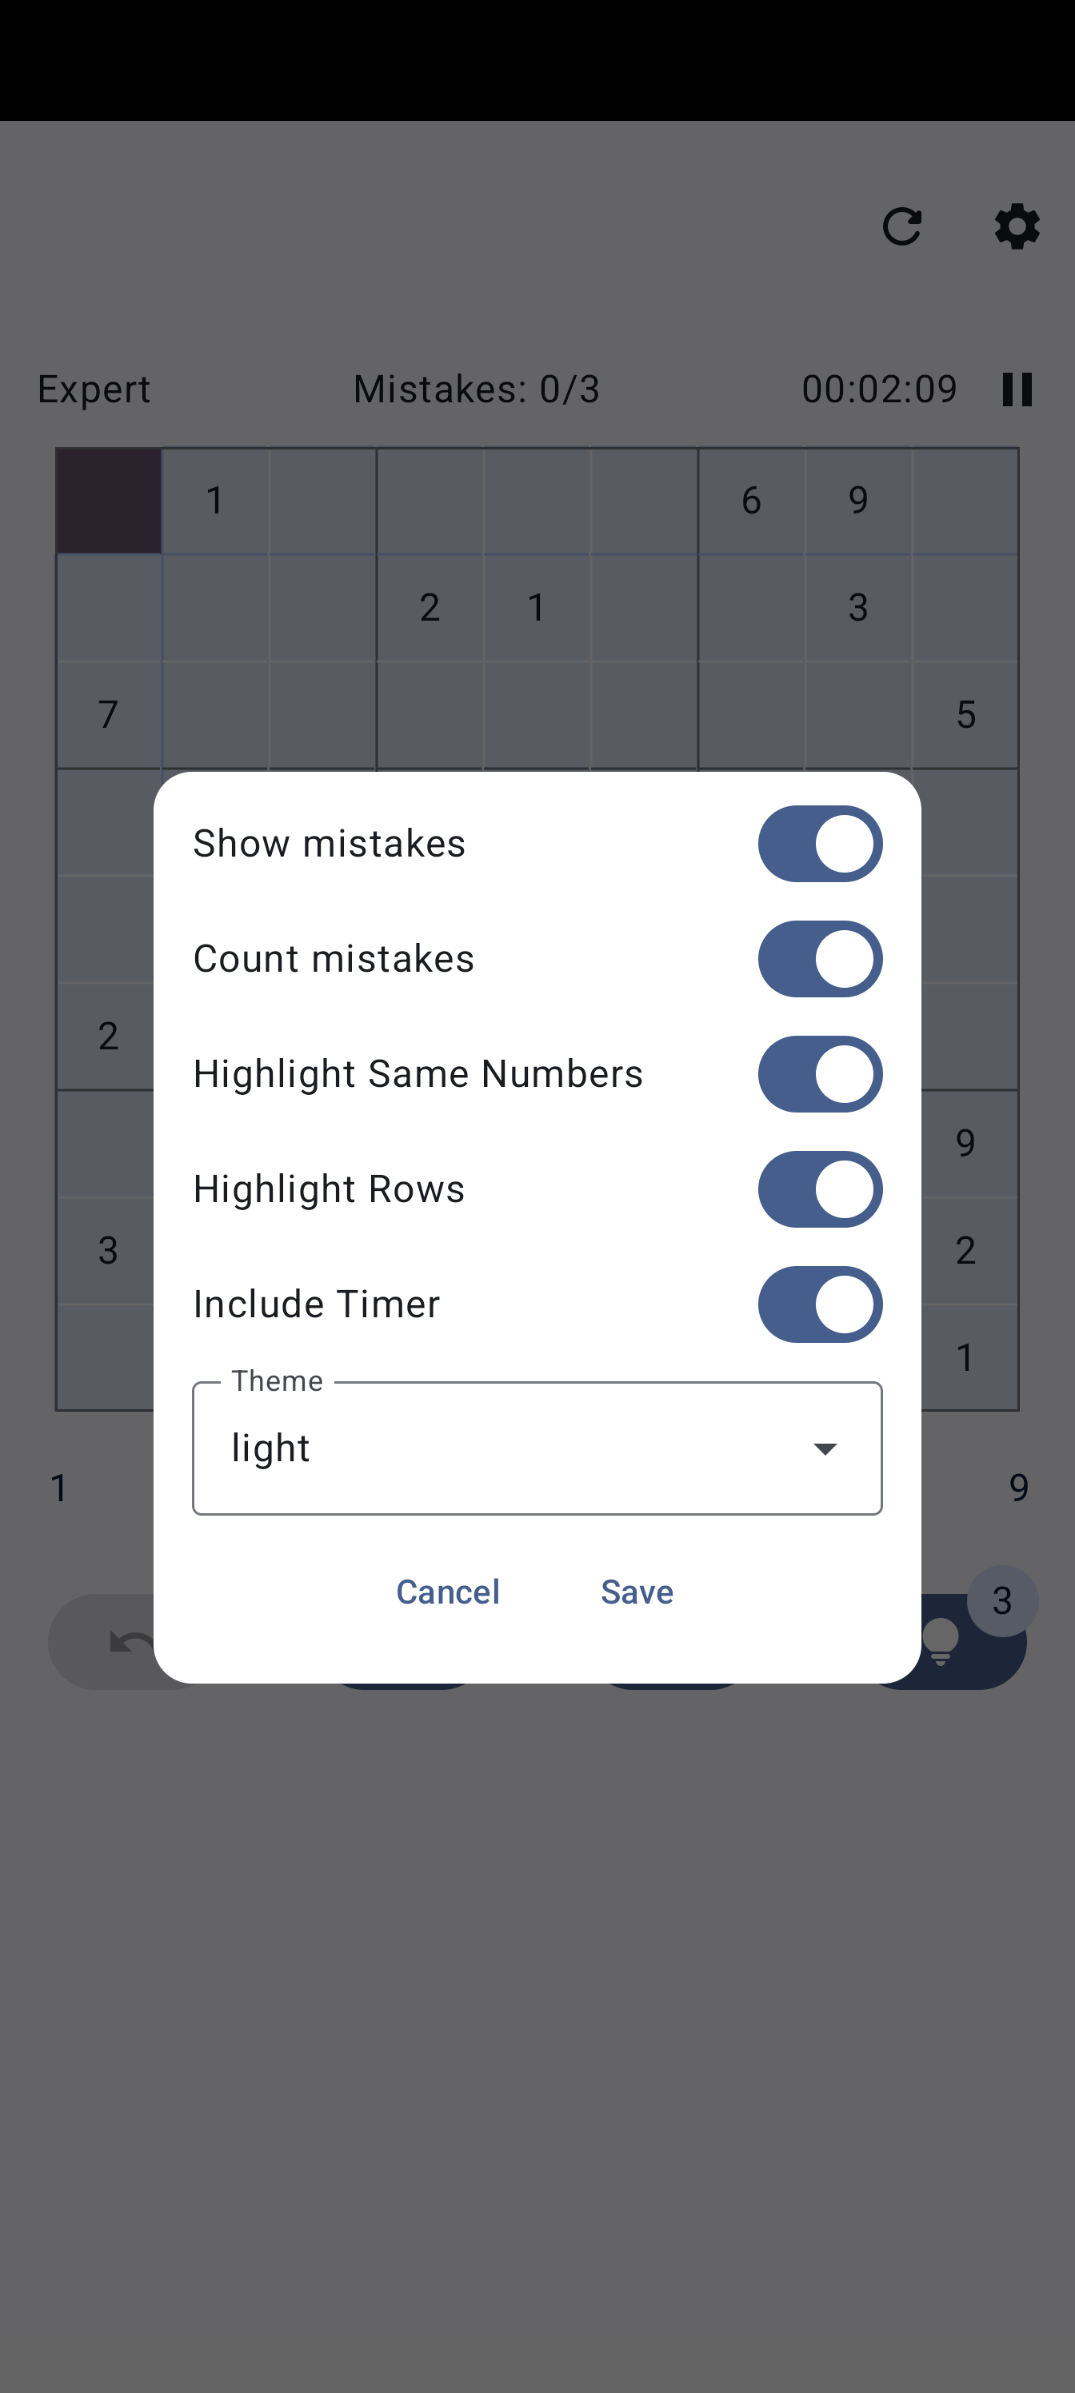 Expert Mistakes: 0/3 00:02:09
1 6 9
2 1 3
7 5
Show mistakes
Count mistakes
2
Highlight Same Numbers
9
Highlight Rows
3 2
Include Timer
1
Theme
light
1 9
Cancel Save
3